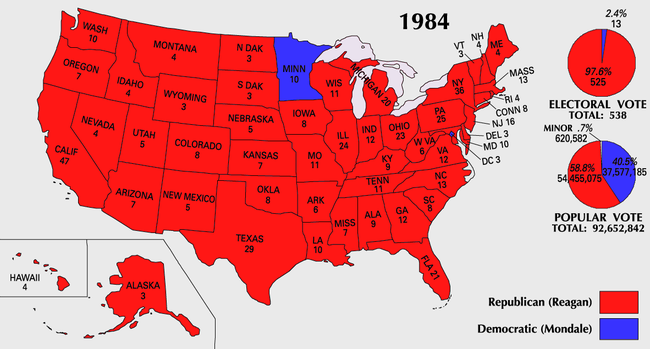 1984
WASH
10
OREGON
7
CALIF
47
NEVADA
4
IDAHO
4
MONTANA
4
WYOMING
3
UTAH
5
ARIZONA
7
COLORADO
8
NEW MEXICO
5
N DAK
3
S DAK
3
NEBRASKA
5
KANSAS
7
OKLA
8
TEXAS
29
MINN
10
IOWA
8
MO
11
ARK
6
LA
10
WIS
11
ILL
24
MICHIGAN 20
IND
12
OHIO
23
KY
9
TENN
11
MISS
7
ALA
9
GA
12
FLA 21
SC
8
NC
13
VA
12
W VA
6
PA
25
NY
36
VT
3
NH
4
ME
4
MASS
13
RI 4
CONN 8
NJ 16
DEL 3
MD 10
DC 3
HAWAII
4
ALASKA
3
2.4%
13
97.6%
525
ELECTORAL VOTE
TOTAL: 538
MINOR .7%
620,582
58.8%
54,455,075
40.5%
37,577,185
POPULAR VOTE
TOTAL: 92,652,842
Republican (Reagan)
Democratic (Mondale)